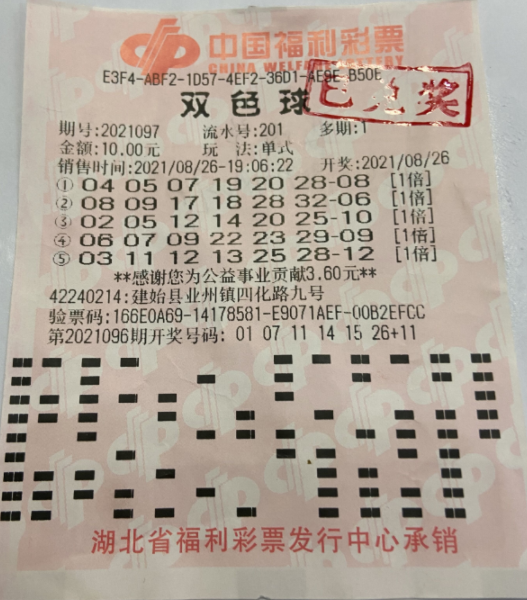 中国福利彩票
CHINA WELFARE LOTTERY
E3F4-ABF2-1D57-4EF2-36D1-AE9E-B50E
双色球
已兑奖
期号:2021097 流水号:201 多期:1
金额:10.00元 玩 法:单式
销售时间:2021/08/26-19:06:22 开奖:2021/08/26
① 04 05 07 19 20 28-08 [1倍]
② 08 09 17 18 28 32-06 [1倍]
③ 02 05 12 14 20 25-10 [1倍]
④ 06 07 09 22 23 29-09 [1倍]
⑤ 03 11 12 13 25 28-12 [1倍]
**感谢您为公益事业贡献3.60元**
42240214:建始县业州镇四化路九号
验票码:166E0A69-14178581-E9071AEF-00B2EFCC
第2021096期开奖号码: 01 07 11 14 15 26+11
湖北省福利彩票发行中心承销